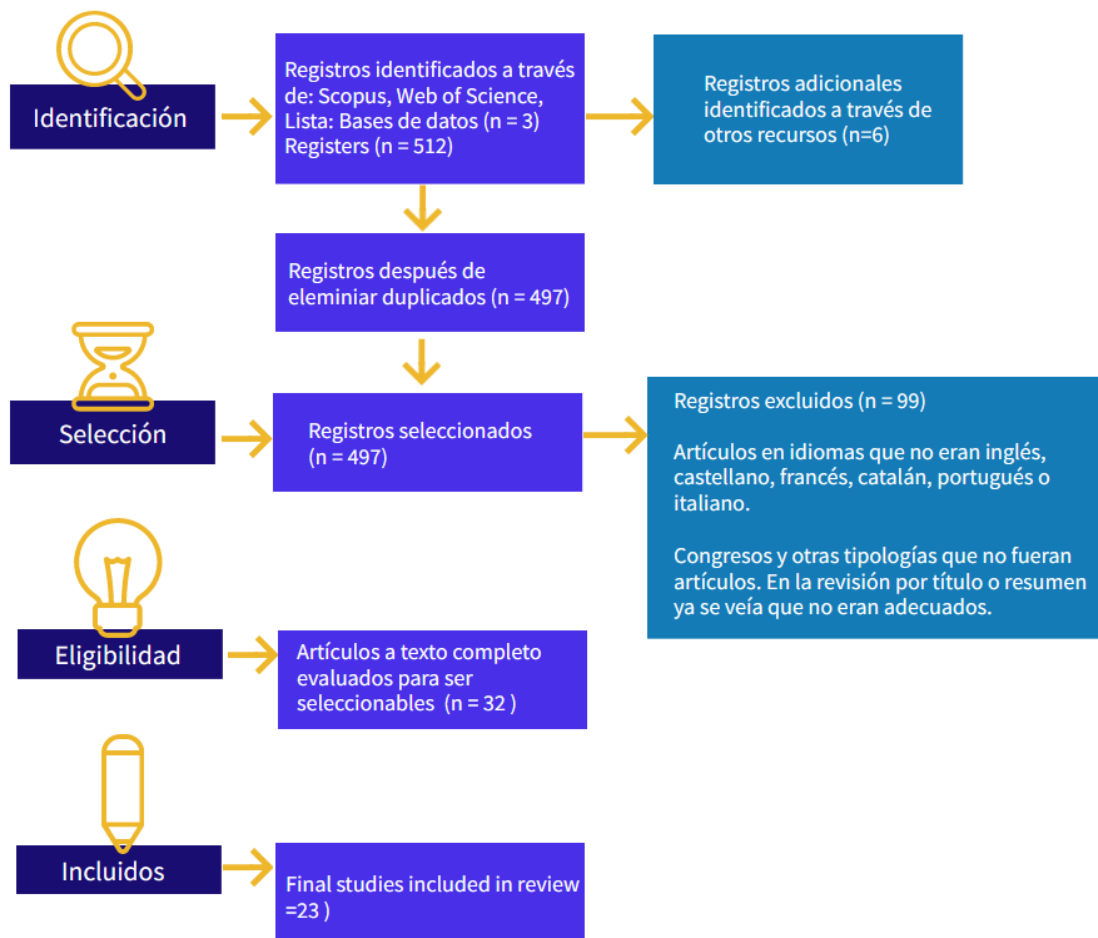 Identificación
Registros identificados a través
de: Scopus, Web of Science,
Lista: Bases de datos (n = 3)
Registers (n = 512)
Registros adicionales
identificados a través de
otros recursos (n=6)
Registros después de
eleminiar duplicados (n = 497)
Selección
Registros seleccionados
(n = 497)
Registros excluidos (n = 99)
Artículos en idiomas que no eran inglés,
castellano, francés, catalán, portugués o
italiano.
Congresos y otras tipologías que no fueran
artículos. En la revisión por título o resumen
ya se veía que no eran adecuados.
Eligibilidad
Artículos a texto completo
evaluados para ser
seleccionables (n = 32 )
Incluidos
Final studies included in review
=23 )